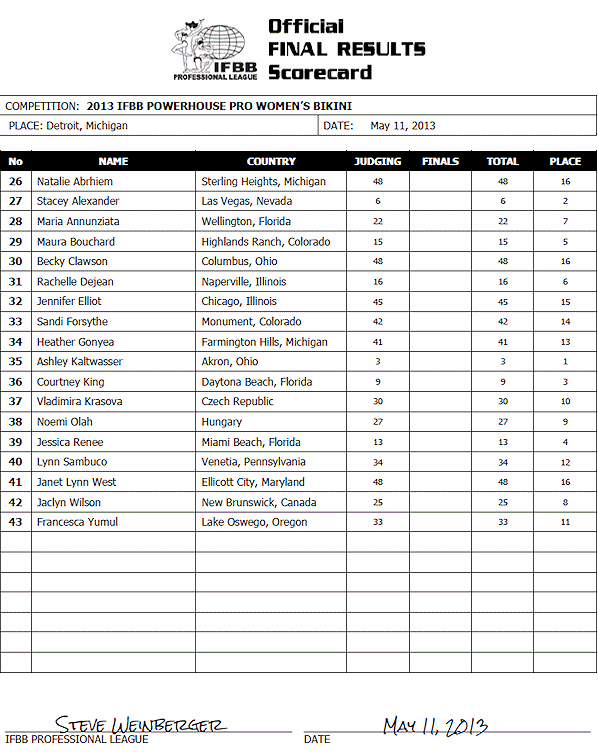 Official
FINAL RESULTS
Scorecard
IFBB
PROFESSIONAL LEAGUE
COMPETITION: 2013 IFBB POWERHOUSE PRO WOMEN'S BIKINI
PLACE: Detroit, Michigan DATE: May 11, 2013
No NAME COUNTRY JUDGING FINALS TOTAL PLACE
26 Natalie Abrhiem Sterling Heights, Michigan 48 48 16
27 Stacey Alexander Las Vegas, Nevada 6 6 2
28 Maria Annunziata Wellington, Florida 22 22 7
29 Maura Bouchard Highlands Ranch, Colorado 15 15 5
30 Becky Clawson Columbus, Ohio 48 48 16
31 Rachelle Dejean Naperville, Illinois 16 16 6
32 Jennifer Elliot Chicago, Illinois 45 45 15
33 Sandi Forsythe Monument, Colorado 42 42 14
34 Heather Gonyea Farmington Hills, Michigan 41 41 13
35 Ashley Kaltwasser Akron, Ohio 3 3 1
36 Courtney King Daytona Beach, Florida 9 9 3
37 Vladimira Krasova Czech Republic 30 30 10
38 Noemi Olah Hungary 27 27 9
39 Jessica Renee Miami Beach, Florida 13 13 4
40 Lynn Sambuco Venetia, Pennsylvania 34 34 12
41 Janet Lynn West Ellicott City, Maryland 48 48 16
42 Jaclyn Wilson New Brunswick, Canada 25 25 8
43 Francesca Yumul Lake Oswego, Oregon 33 33 11
STEVE WEINBERGER MAY 11, 2013
IFBB PROFESSIONAL LEAGUE DATE